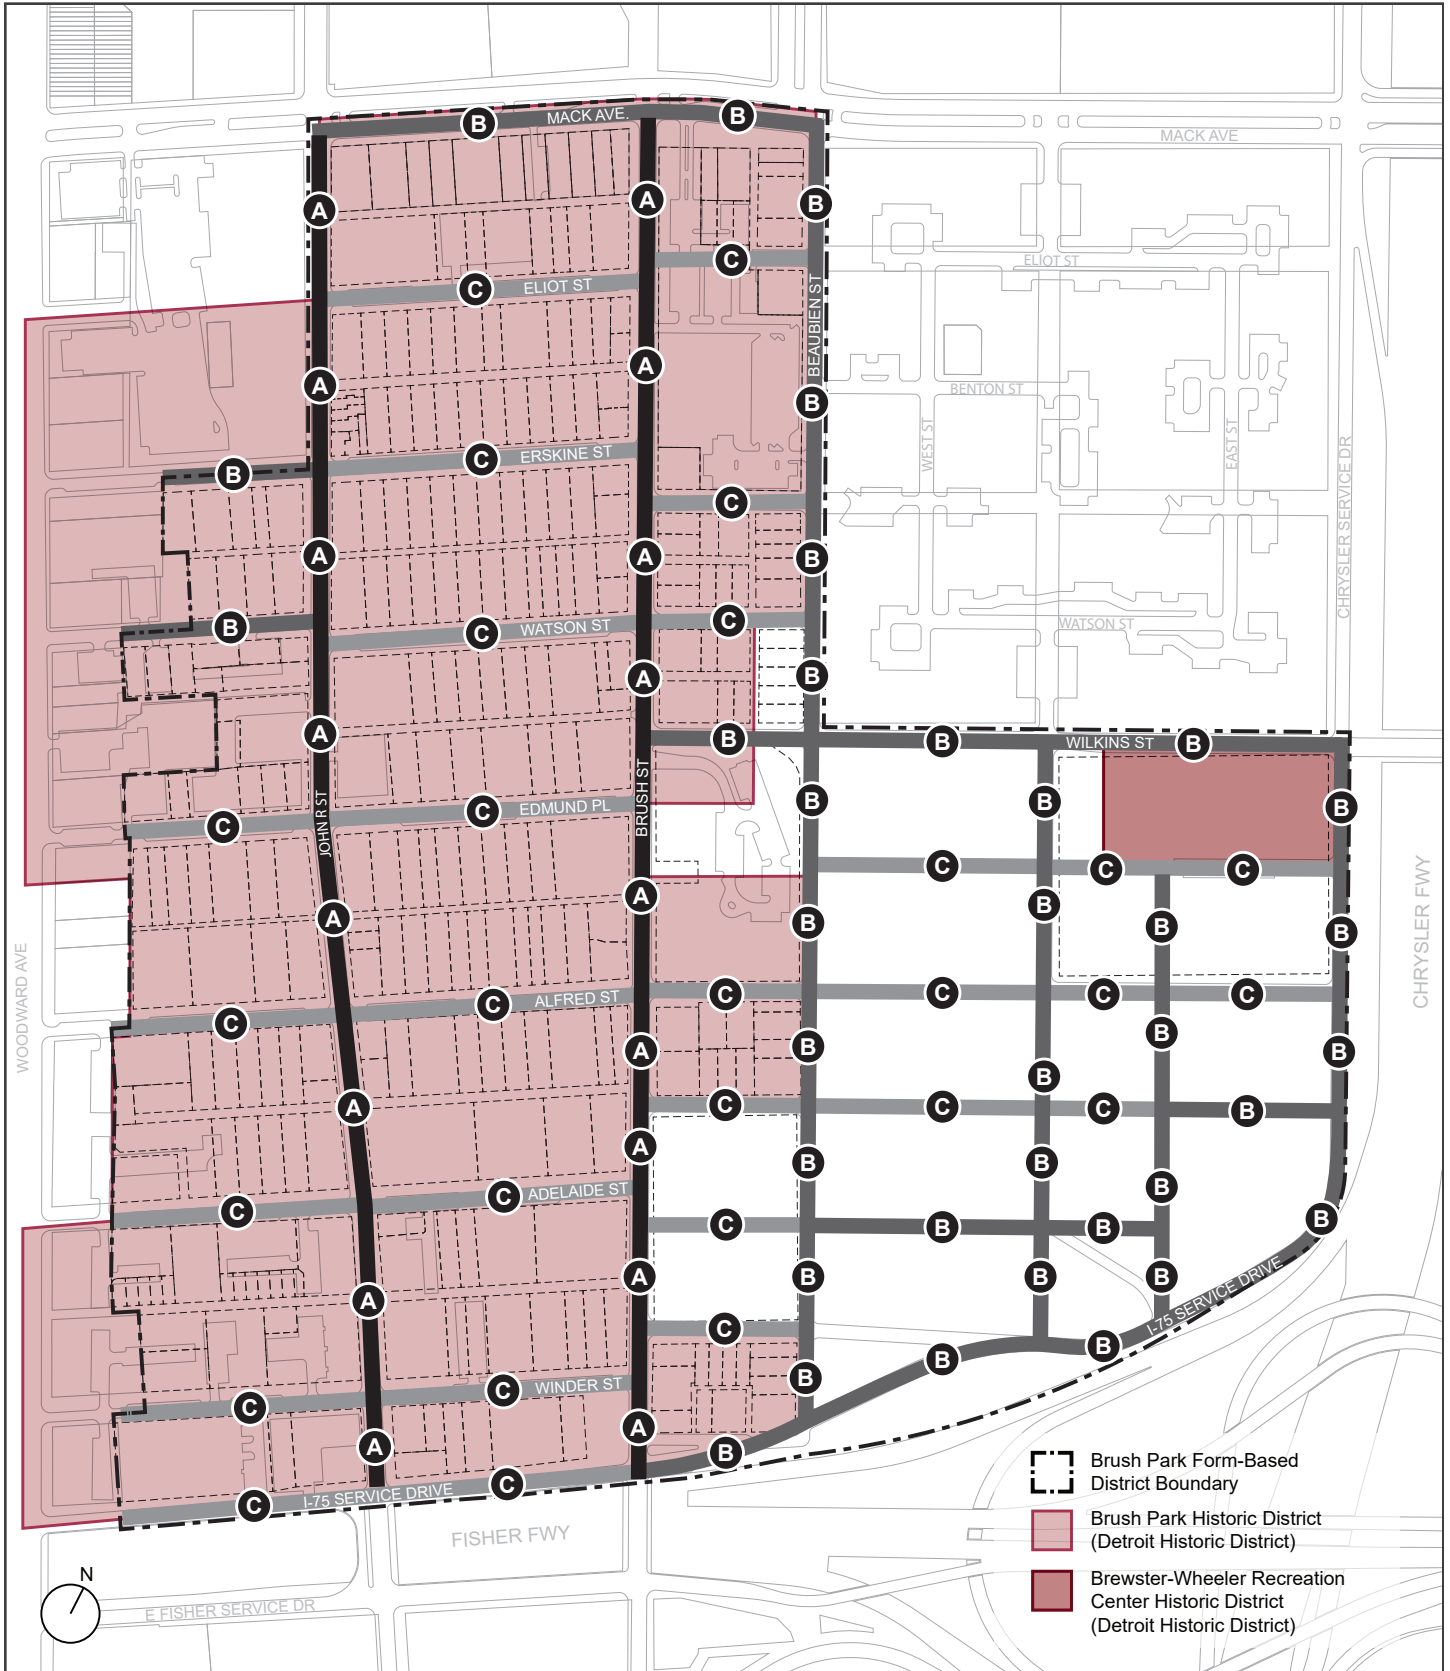 B
MACK AVE.
B
MACK AVE
A
A
B
C
ELIOT ST
C
ELIOT ST
BEAUBIEN ST
A
A
B
BENTON ST
WEST ST
EAST ST
CHRYSLER SERVICE DR
B
C
ERSKINE ST
C
A
A
B
B
C
WATSON ST
C
WATSON ST
A
B
A
B
B
WILKINS ST
B
JOHN R ST
BRUSH ST
C
C
EDMUND PL
B
B
B
C
C
C
CHRYSLER FWY
A
A
B
B
B
B
WOODWARD AVE
C
C
ALFRED ST
C
C
C
C
A
B
B
B
B
A
C
C
C
B
A
B
B
B
C
C
ADELAIDE ST
C
B
B
B
A
A
B
B
B
I-75 SERVICE DRIVE
C
B
B
C
C
WINDER ST
B
A
A
B
C
I-75 SERVICE DRIVE
C
FISHER FWY
N
E FISHER SERVICE DR
Brush Park Form-Based
District Boundary
Brush Park Historic District
(Detroit Historic District)
Brewster-Wheeler Recreation
Center Historic District
(Detroit Historic District)